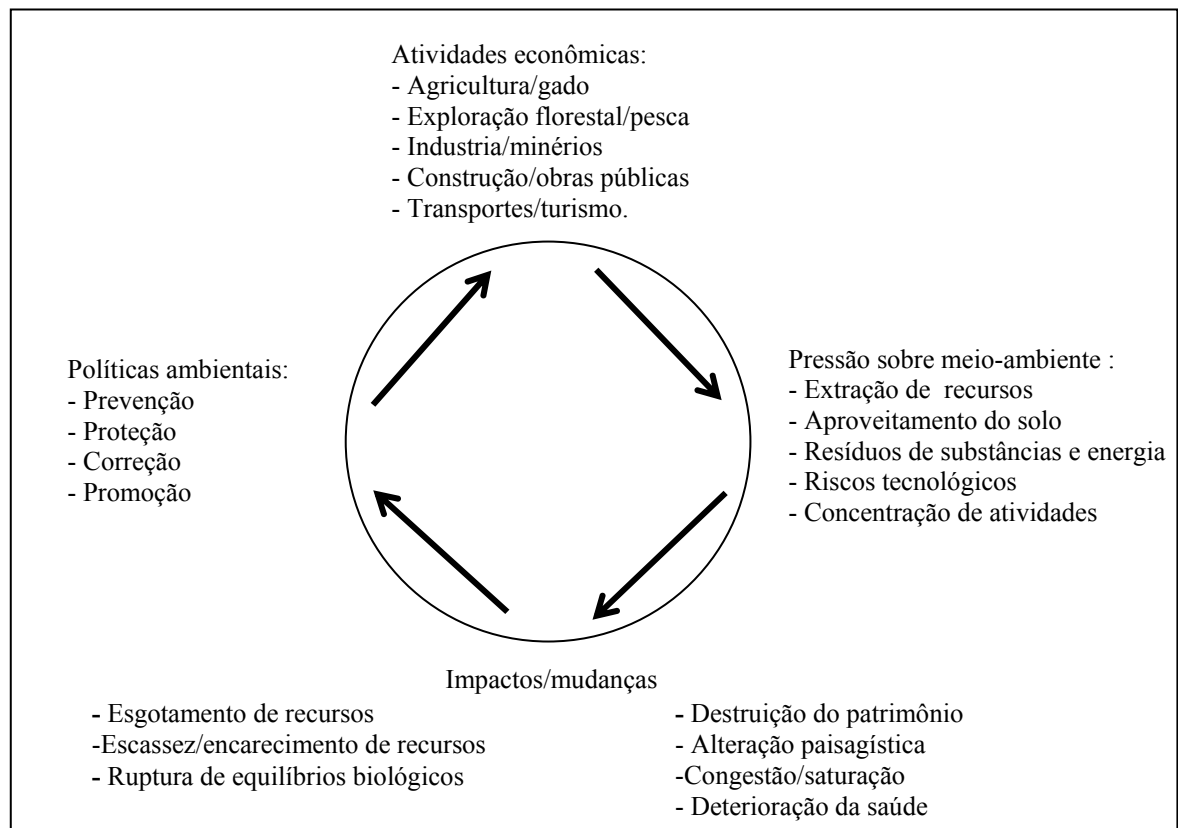 Atividades econômicas:
- Agricultura/gado
- Exploração florestal/pesca
- Industria/minérios
- Construção/obras públicas
- Transportes/turismo.
Políticas ambientais:
- Prevenção
- Proteção
- Correção
- Promoção
Pressão sobre meio-ambiente :
- Extração de recursos
- Aproveitamento do solo
- Resíduos de substâncias e energia
- Riscos tecnológicos
- Concentração de atividades
Impactos/mudanças
- Esgotamento de recursos
-Escassez/encarecimento de recursos
- Ruptura de equilíbrios biológicos
- Destruição do patrimônio
- Alteração paisagística
-Congestão/saturação
- Deterioração da saúde